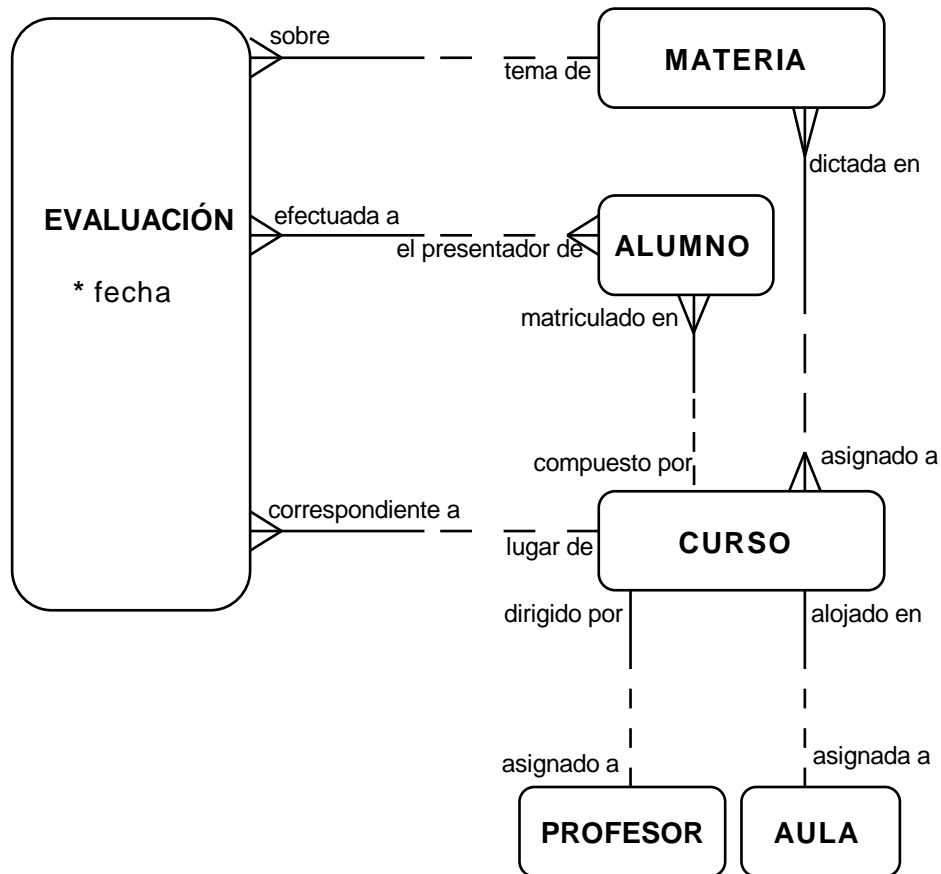 sobre
MATERIA
tema de
dictada en
EVALUACIÓN
efectuada a
el presentador de
ALUMNO
* fecha
matriculado en
compuesto por
asignado a
correspondiente a
lugar de
CURSO
dirigido por
alojado en
asignado a
asignada a
PROFESOR
AULA